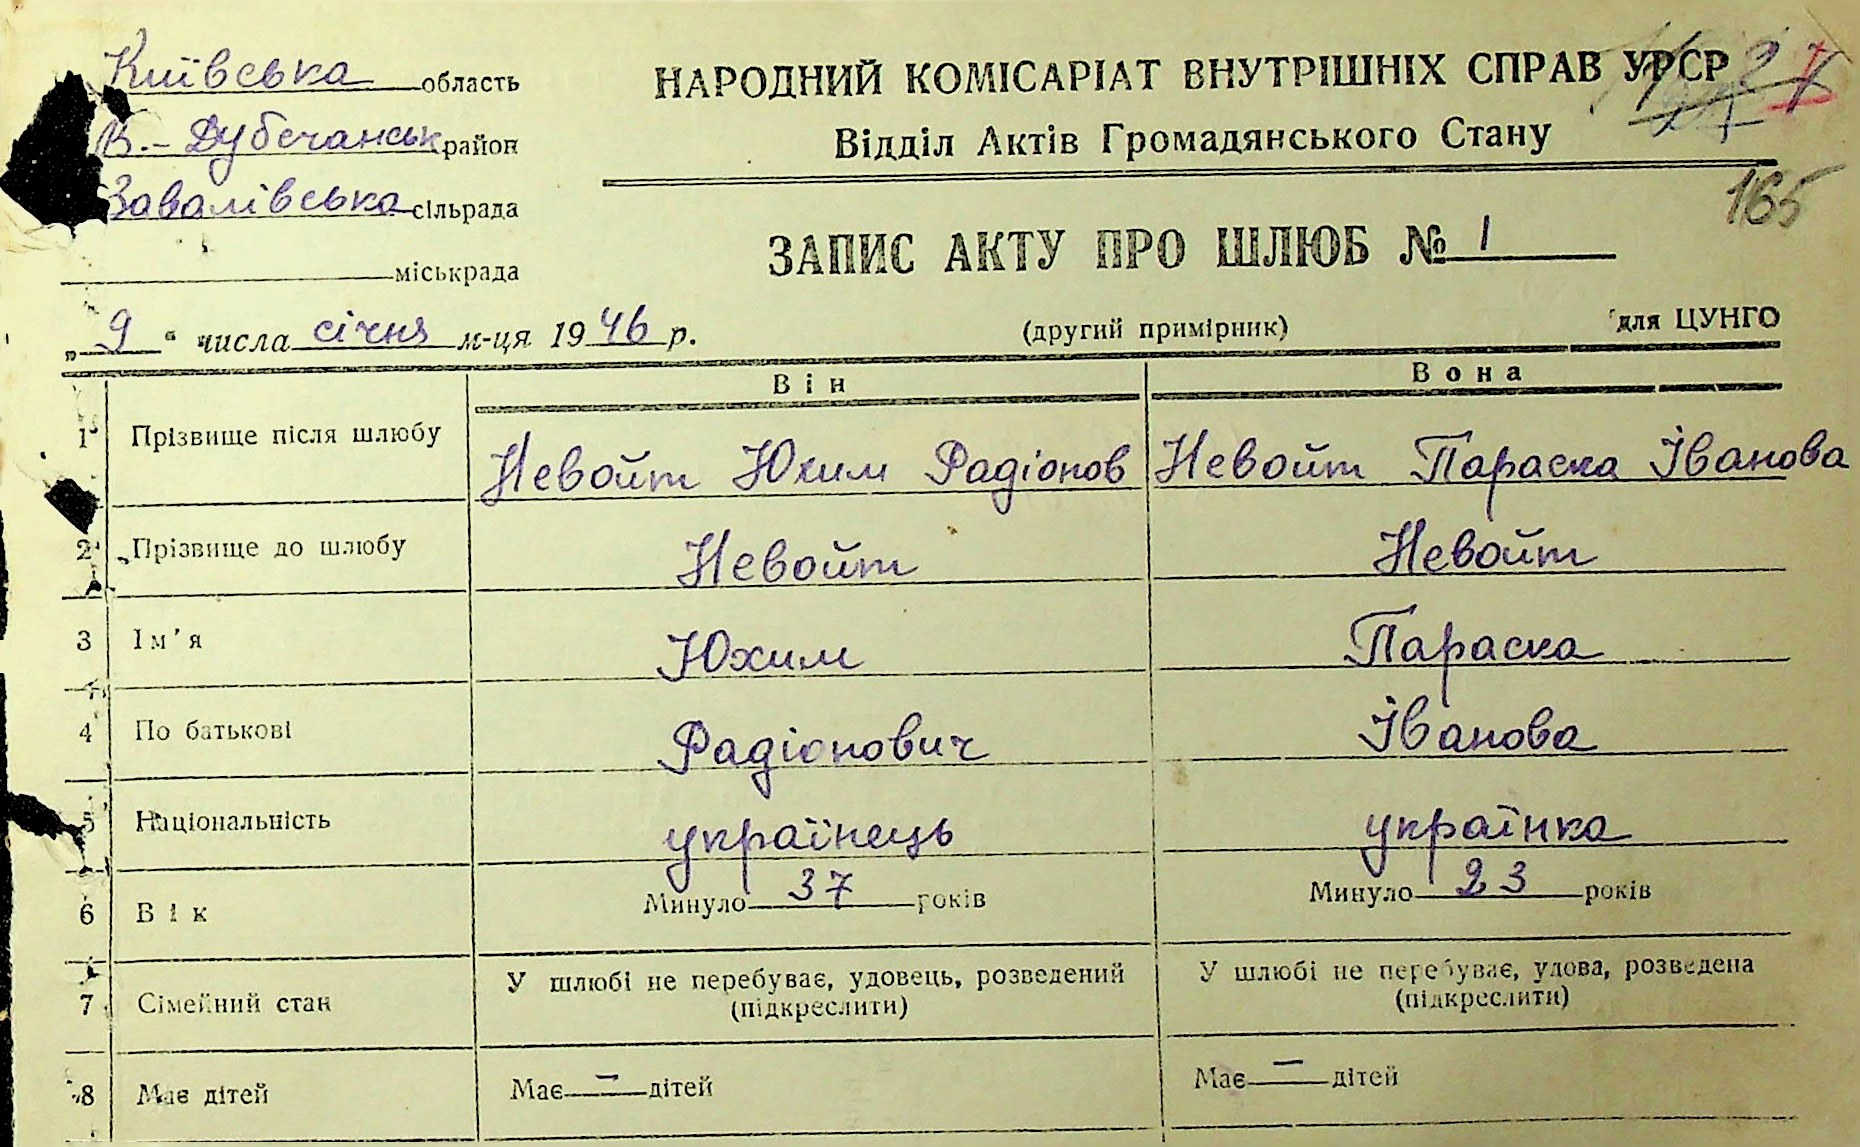 Київська область
В.-Дубечанськ район
Завалівська сільрада
міськрада
НАРОДНИЙ КОМІСАРІАТ ВНУТРІШНІХ СПРАВ УРСР
Відділ Актів Громадянського Стану
165
ЗАПИС АКТУ ПРО ШЛЮБ № 1
„ 9 “ числа січня м-ця 1946 р.
(другий примірник)
для ЦУНГО
Він Вона
1 Прізвище після шлюбу Невойт Юхим Радіонов Невойт Параска Іванова
2 Прізвище до шлюбу Невойт Невойт
3 Ім'я Юхим Параска
4 По батькові Радіонович Іванова
5 Національність українець українка
6 Вік Минуло 37 років Минуло 23 років
7 Сімейний стан У шлюбі не перебуває, удовець, розведений У шлюбі не перебуває, удова, розведена
(підкреслити) (підкреслити)
8 Має дітей Має — дітей Має — дітей